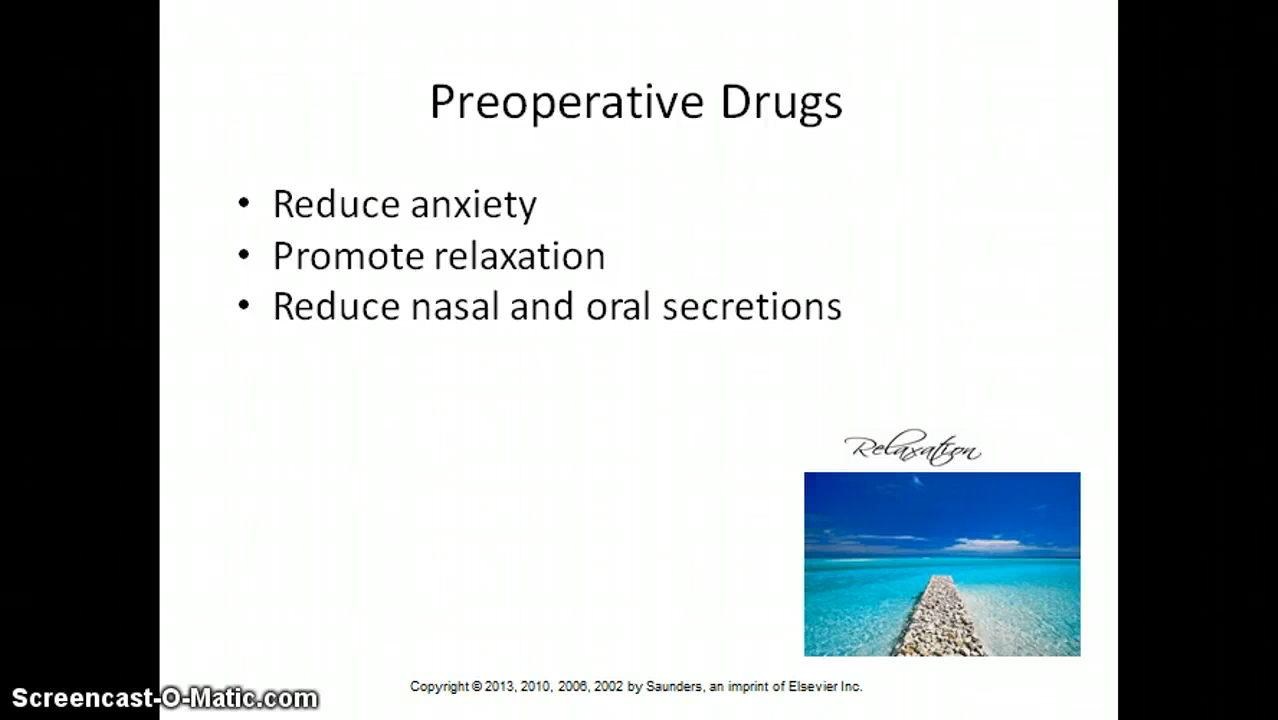 Preoperative Drugs
• Reduce anxiety
• Promote relaxation
• Reduce nasal and oral secretions
Relaxation
Copyright © 2013, 2010, 2006, 2002 by Saunders, an imprint of Elsevier Inc.
Screencast-O-Matic.com